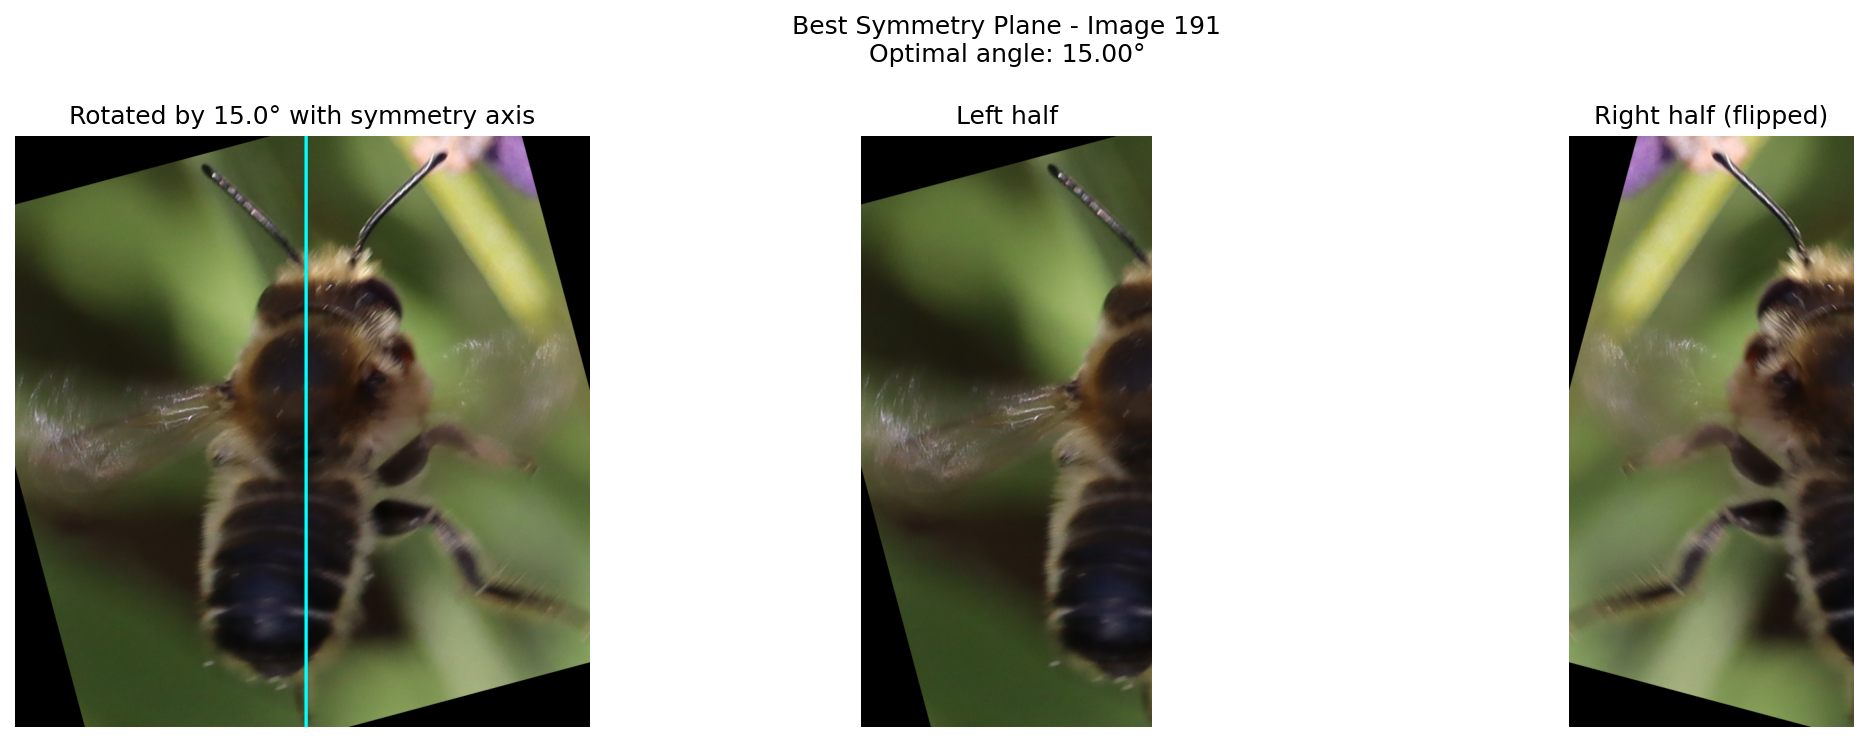 Best Symmetry Plane - Image 191
Optimal angle: 15.00°
Rotated by 15.0° with symmetry axis
Left half
Right half (flipped)